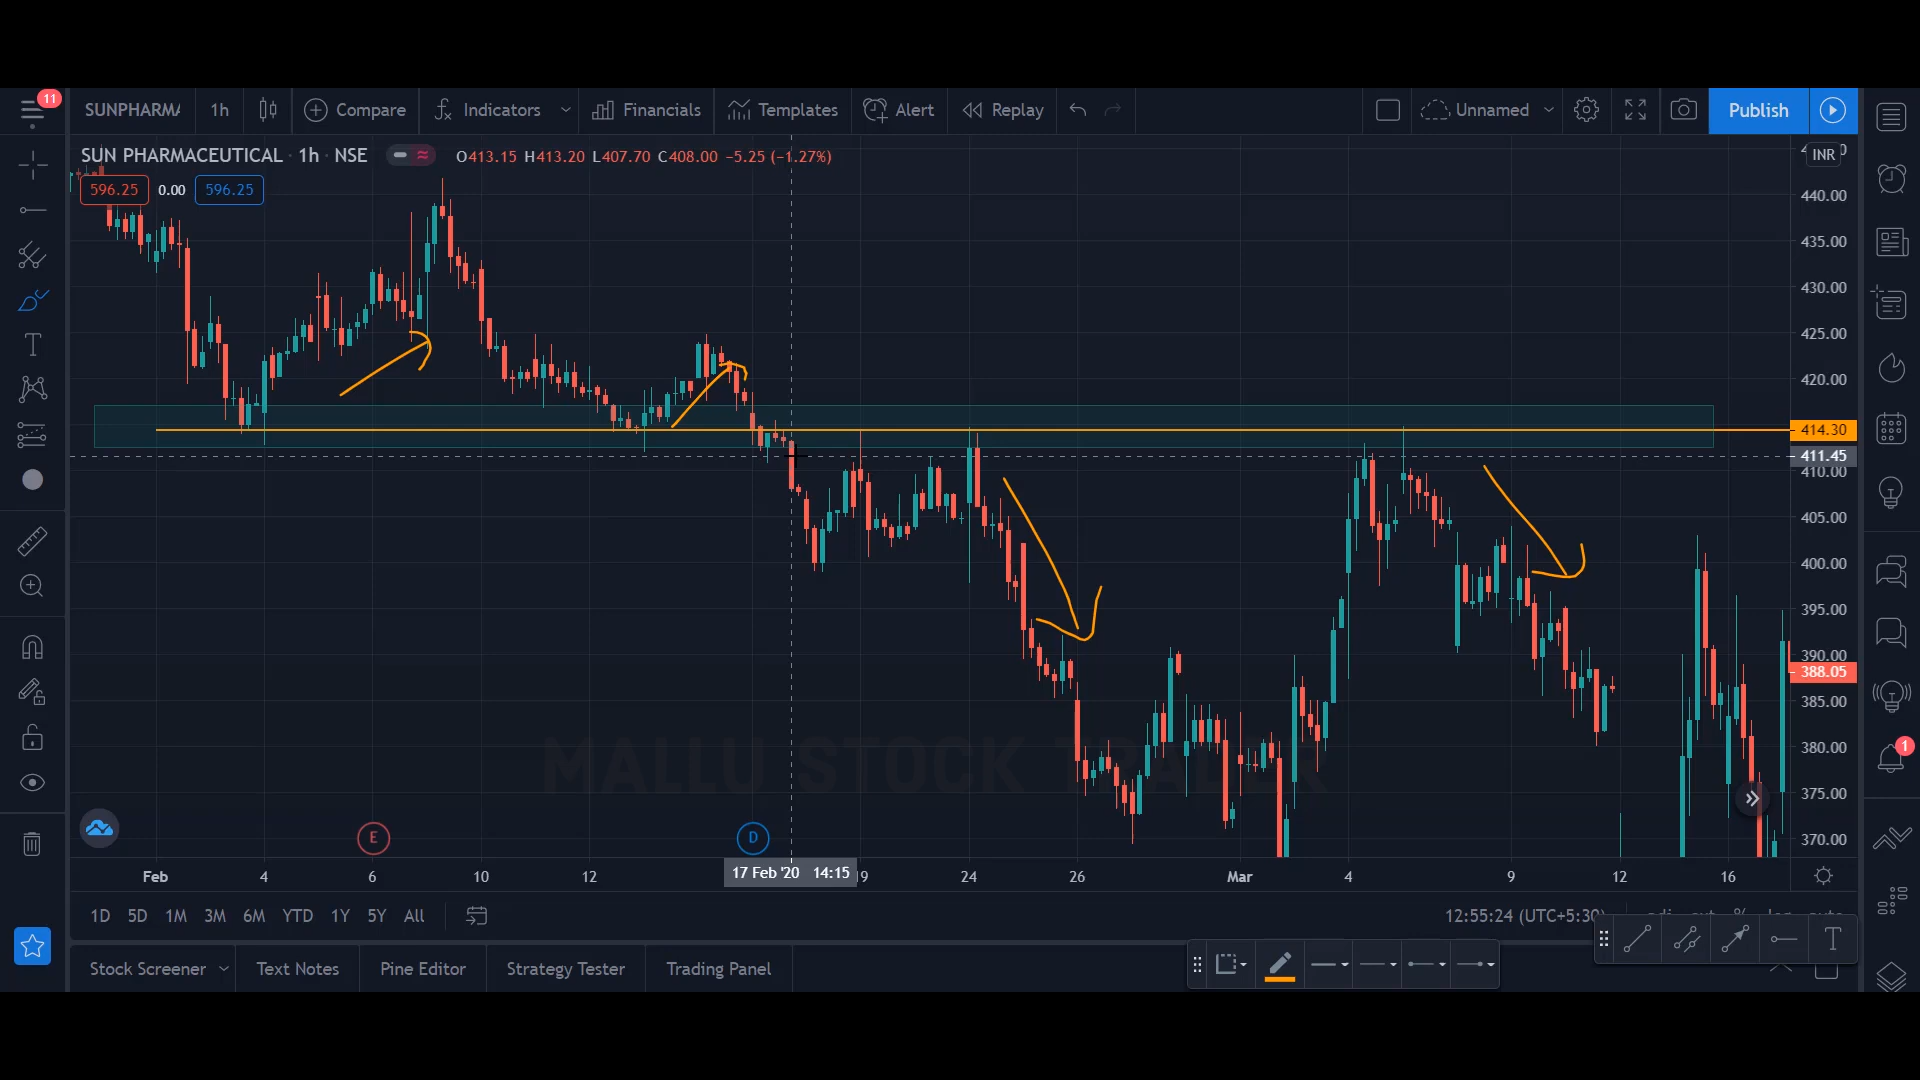 11
SUNPHARMA 1h Compare Indicators Financials Templates Alert Replay Unnamed Publish
SUN PHARMACEUTICAL · 1h · NSE O413.15 H413.20 L407.70 C408.00 −5.25 (−1.27%)
INR
596.25 0.00 596.25
440.00
435.00
430.00
425.00
420.00
414.30
411.45
410.00
405.00
400.00
395.00
390.00
388.05
385.00
380.00
375.00
370.00
1
MALLU STOCK TRADER
E D
Feb 4 6 10 12 17 Feb '20 14:15 19 24 26 Mar 4 9 12 16
1D 5D 1M 3M 6M YTD 1Y 5Y All 12:55:24 (UTC+5:30)
Stock Screener Text Notes Pine Editor Strategy Tester Trading Panel